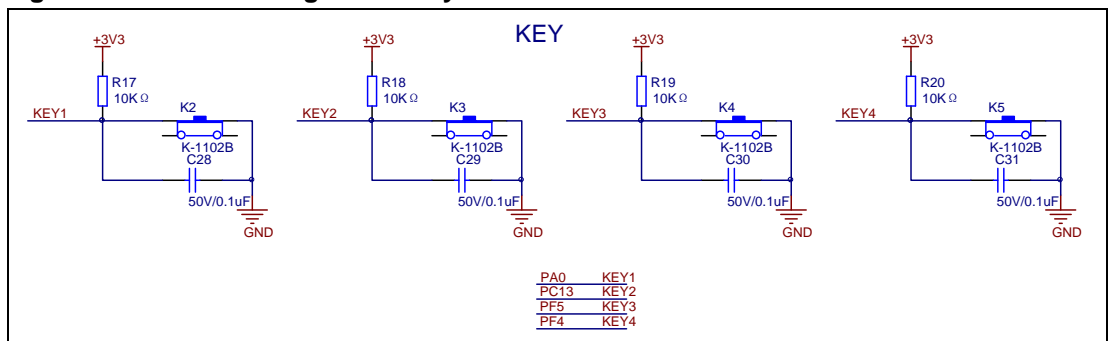 KEY
+3V3
R17
10KΩ
KEY1
K2
K-1102B
C28
50V/0.1uF
GND
+3V3
R18
10KΩ
KEY2
K3
K-1102B
C29
50V/0.1uF
GND
+3V3
R19
10KΩ
KEY3
K4
K-1102B
C30
50V/0.1uF
GND
+3V3
R20
10KΩ
KEY4
K5
K-1102B
C31
50V/0.1uF
GND
PA0 KEY1
PC13 KEY2
PF5 KEY3
PF4 KEY4